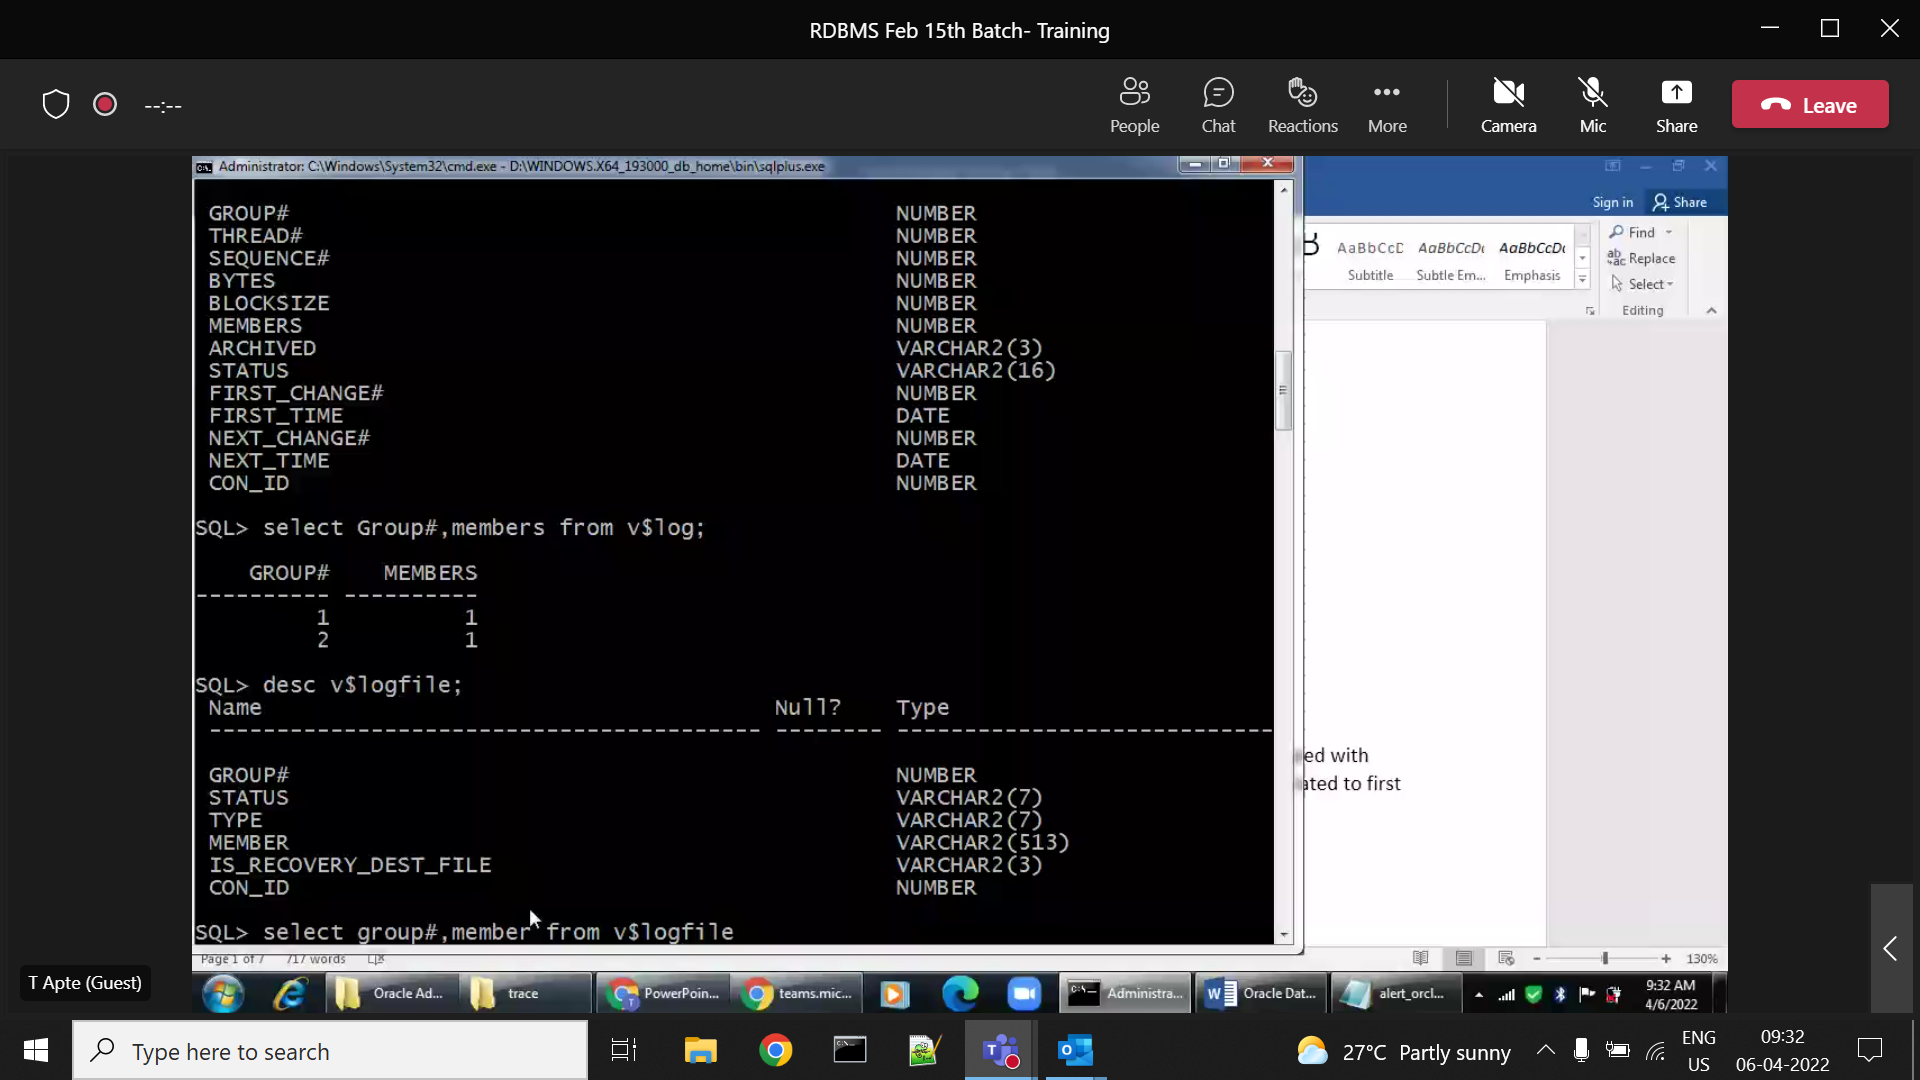 RDBMS Feb 15th Batch- Training
--:--
People
Chat
Reactions
More
Camera
Mic
Share
Leave
Administrator: C:\Windows\System32\cmd.exe - D:\WINDOWS.X64_193000_db_home\bin\sqlplus.exe
GROUP# NUMBER
THREAD# NUMBER
SEQUENCE# NUMBER
BYTES NUMBER
BLOCKSIZE NUMBER
MEMBERS NUMBER
ARCHIVED VARCHAR2(3)
STATUS VARCHAR2(16)
FIRST_CHANGE# NUMBER
FIRST_TIME DATE
NEXT_CHANGE# NUMBER
NEXT_TIME DATE
CON_ID NUMBER
SQL> select Group#,members from v$log;
GROUP# MEMBERS
---------- ----------
1 1
2 1
SQL> desc v$logfile;
Name Null? Type
----------------------------------------- -------- ----------------------------
GROUP# NUMBER
STATUS VARCHAR2(7)
TYPE VARCHAR2(7)
MEMBER VARCHAR2(513)
IS_RECOVERY_DEST_FILE VARCHAR2(3)
CON_ID NUMBER
SQL> select group#,member from v$logfile
Sign in
Share
AaBbCcD
AaBbCcDc
AaBbCcDc
Subtitle
Subtle Em...
Emphasis
Find
Replace
Select
Editing
ed with
ated to first
Page 1 of 7
717 words
130%
T Apte (Guest)
Oracle Ad...
trace
PowerPoin...
teams.mic...
Administra...
Oracle Dat...
alert_orcl...
9:32 AM
4/6/2022
Type here to search
27°C Partly sunny
ENG
US
09:32
06-04-2022